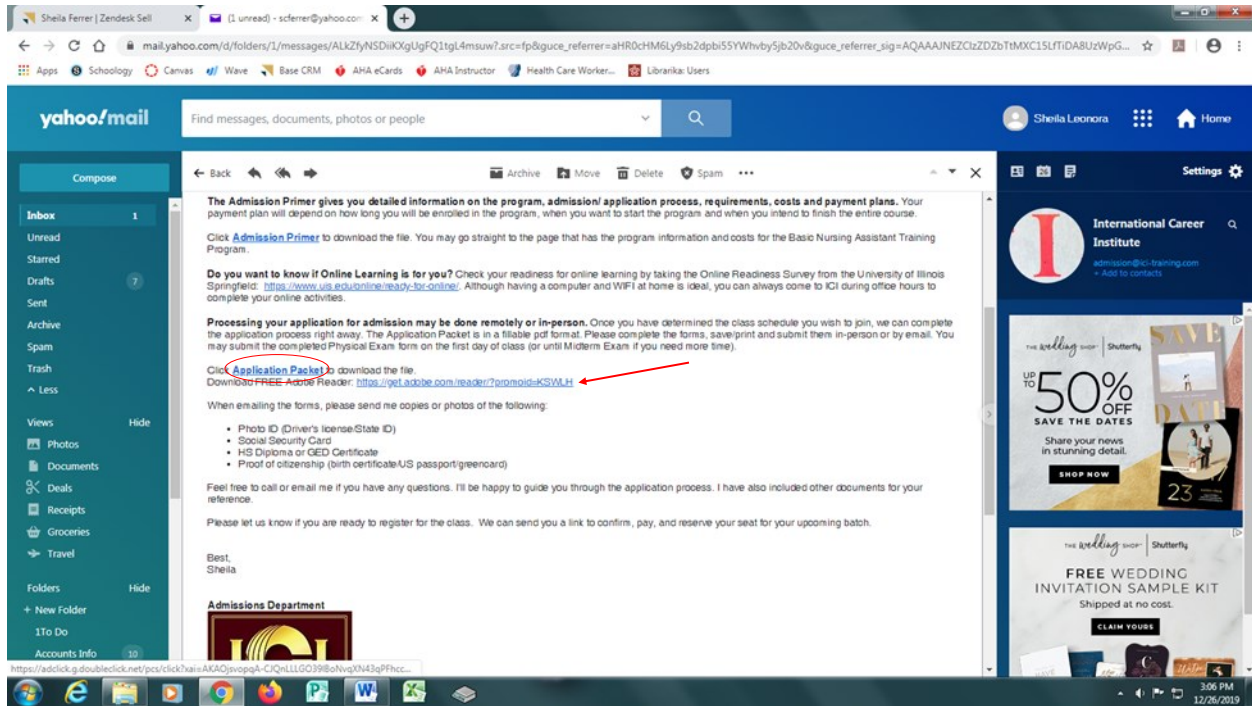 Sheila Ferrer | Zendesk Sell
(1 unread) - scferrer@yahoo.com
mail.yahoo.com/d/folders/1/messages/
Apps Schoology Canvas Wave Base CRM AHA eCards AHA Instructor Health Care Worker... Librarika: Users
yahoo!mail
Find messages, documents, photos or people
Sheila Leonora
Home
Compose
Back Archive Move Delete Spam
Settings
Inbox 1
Unread
Starred
Drafts 7
Sent
Archive
Spam
Trash
Less
Views Hide
Photos
Documents
Deals
Receipts
Groceries
Travel
Folders Hide
+ New Folder
1To Do
Accounts Info 10
The Admission Primer gives you detailed information on the program, admission/ application process, requirements, costs and payment plans. Your
payment plan will depend on how long you will be enrolled in the program, when you want to start the program and when you intend to finish the entire course.
Click Admission Primer to download the file. You may go straight to the page that has the program information and costs for the Basic Nursing Assistant Training
Program.
Do you want to know if Online Learning is for you? Check your readiness for online learning by taking the Online Readiness Survey from the University of Illinois
Springfield: https://www.uis.edu/online/ready-for-online/. Although having a computer and WIFI at home is ideal, you can always come to ICI during office hours to
complete your online activities.
Processing your application for admission may be done remotely or in-person. Once you have determined the class schedule you wish to join, we can complete
the application process right away. The Application Packet is in a fillable pdf format. Please complete the forms, save/print and submit them in-person or by email. You
may submit the completed Physical Exam form on the first day of class (or until Midterm Exam if you need more time).
Click Application Packet to download the file.
Download FREE Adobe Reader: https://get.adobe.com/reader/?promoid=KSWLH
When emailing the forms, please send me copies or photos of the following:
• Photo ID (Driver's license/State ID)
• Social Security Card
• HS Diploma or GED Certificate
• Proof of citizenship (birth certificate/US passport/greencard)
Feel free to call or email me if you have any questions. I'll be happy to guide you through the application process. I have also included other documents for your
reference.
Please let us know if you are ready to register for the class. We can send you a link to confirm, pay, and reserve your seat for your upcoming batch.
Best,
Sheila
Admissions Department
ICI
International Career
Institute
admission@ici-training.com
+ Add to contacts
THE wedding SHOP Shutterfly
UP TO 50% OFF
SAVE THE DATES
Share your news
in stunning detail.
SHOP NOW
SAVE
DATE
23
THE wedding SHOP Shutterfly
FREE WEDDING
INVITATION SAMPLE KIT
Shipped at no cost.
CLAIM YOURS
3:06 PM
12/26/2019